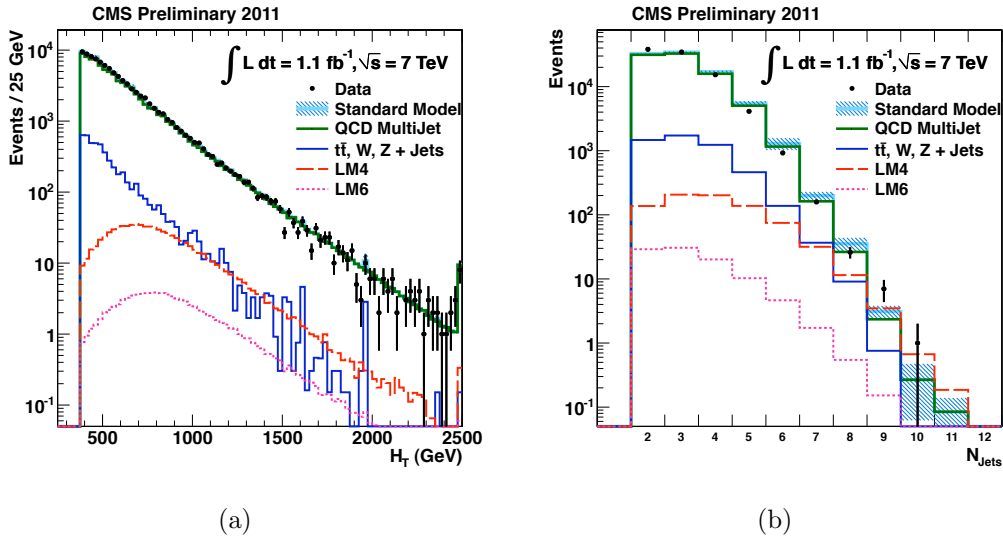 CMS Preliminary 2011
Events / 25 GeV
10⁴
10³
10²
10
1
10⁻¹
∫ L dt = 1.1 fb⁻¹, √s = 7 TeV
Data
Standard Model
QCD MultiJet
tt̄, W, Z + Jets
LM4
LM6
500 1000 1500 2000 2500
H_T (GeV)
(a)
CMS Preliminary 2011
Events
10⁴
10³
10²
10
1
10⁻¹
∫ L dt = 1.1 fb⁻¹, √s = 7 TeV
Data
Standard Model
QCD MultiJet
tt̄, W, Z + Jets
LM4
LM6
2 3 4 5 6 7 8 9 10 11 12
N_Jets
(b)